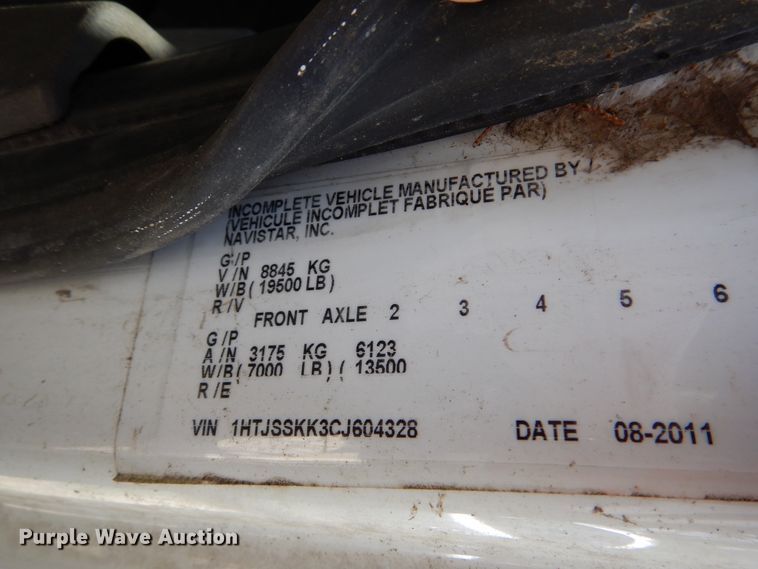 INCOMPLETE VEHICLE MANUFACTURED BY /
(VEHICULE INCOMPLET FABRIQUE PAR)
NAVISTAR, INC.
G/P
V/N 8845 KG
W/B ( 19500 LB )
R/V
FRONT AXLE 2 3 4 5 6
G/P
A/N 3175 KG 6123
W/B( 7000 LB) ( 13500
R/E
VIN 1HTJSSKK3CJ604328 DATE 08-2011
Purple Wave Auction